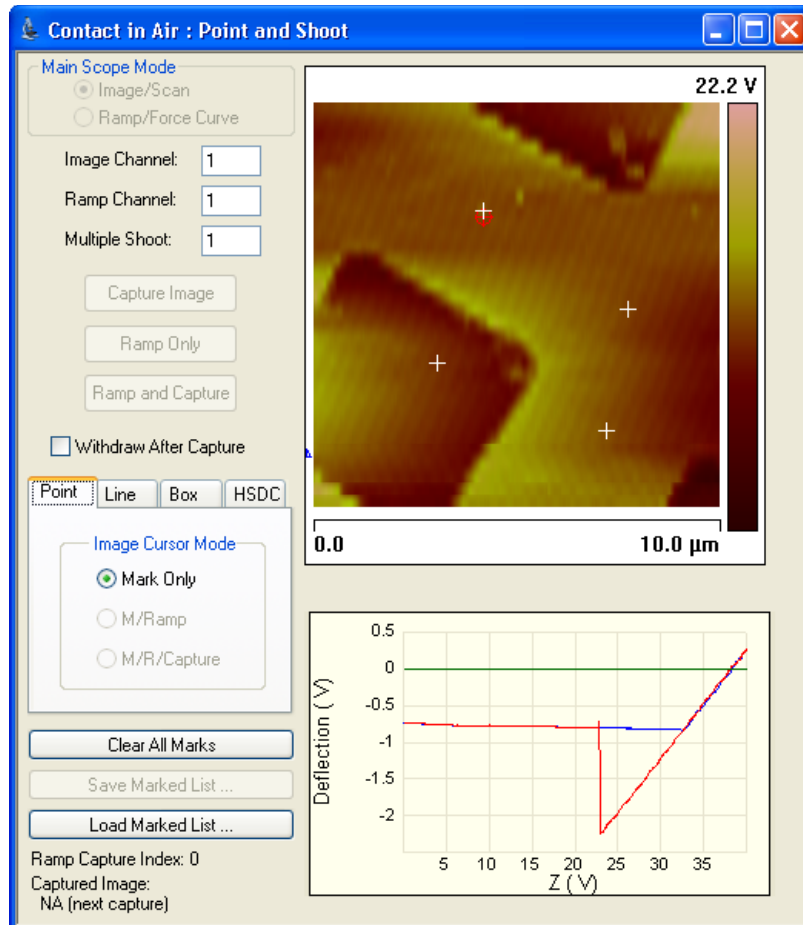 Contact in Air : Point and Shoot
Main Scope Mode
Image/Scan
Ramp/Force Curve
Image Channel: 1
Ramp Channel: 1
Multiple Shoot: 1
Capture Image
Ramp Only
Ramp and Capture
Withdraw After Capture
Point Line Box HSDC
Image Cursor Mode
Mark Only
M/Ramp
M/R/Capture
Clear All Marks
Save Marked List ...
Load Marked List ...
Ramp Capture Index: 0
Captured Image:
NA (next capture)
22.2 V
0.0 10.0 µm
0.5
0
-0.5
-1
-1.5
-2
Deflection ( V)
5 10 15 20 25 30 35
Z ( V)